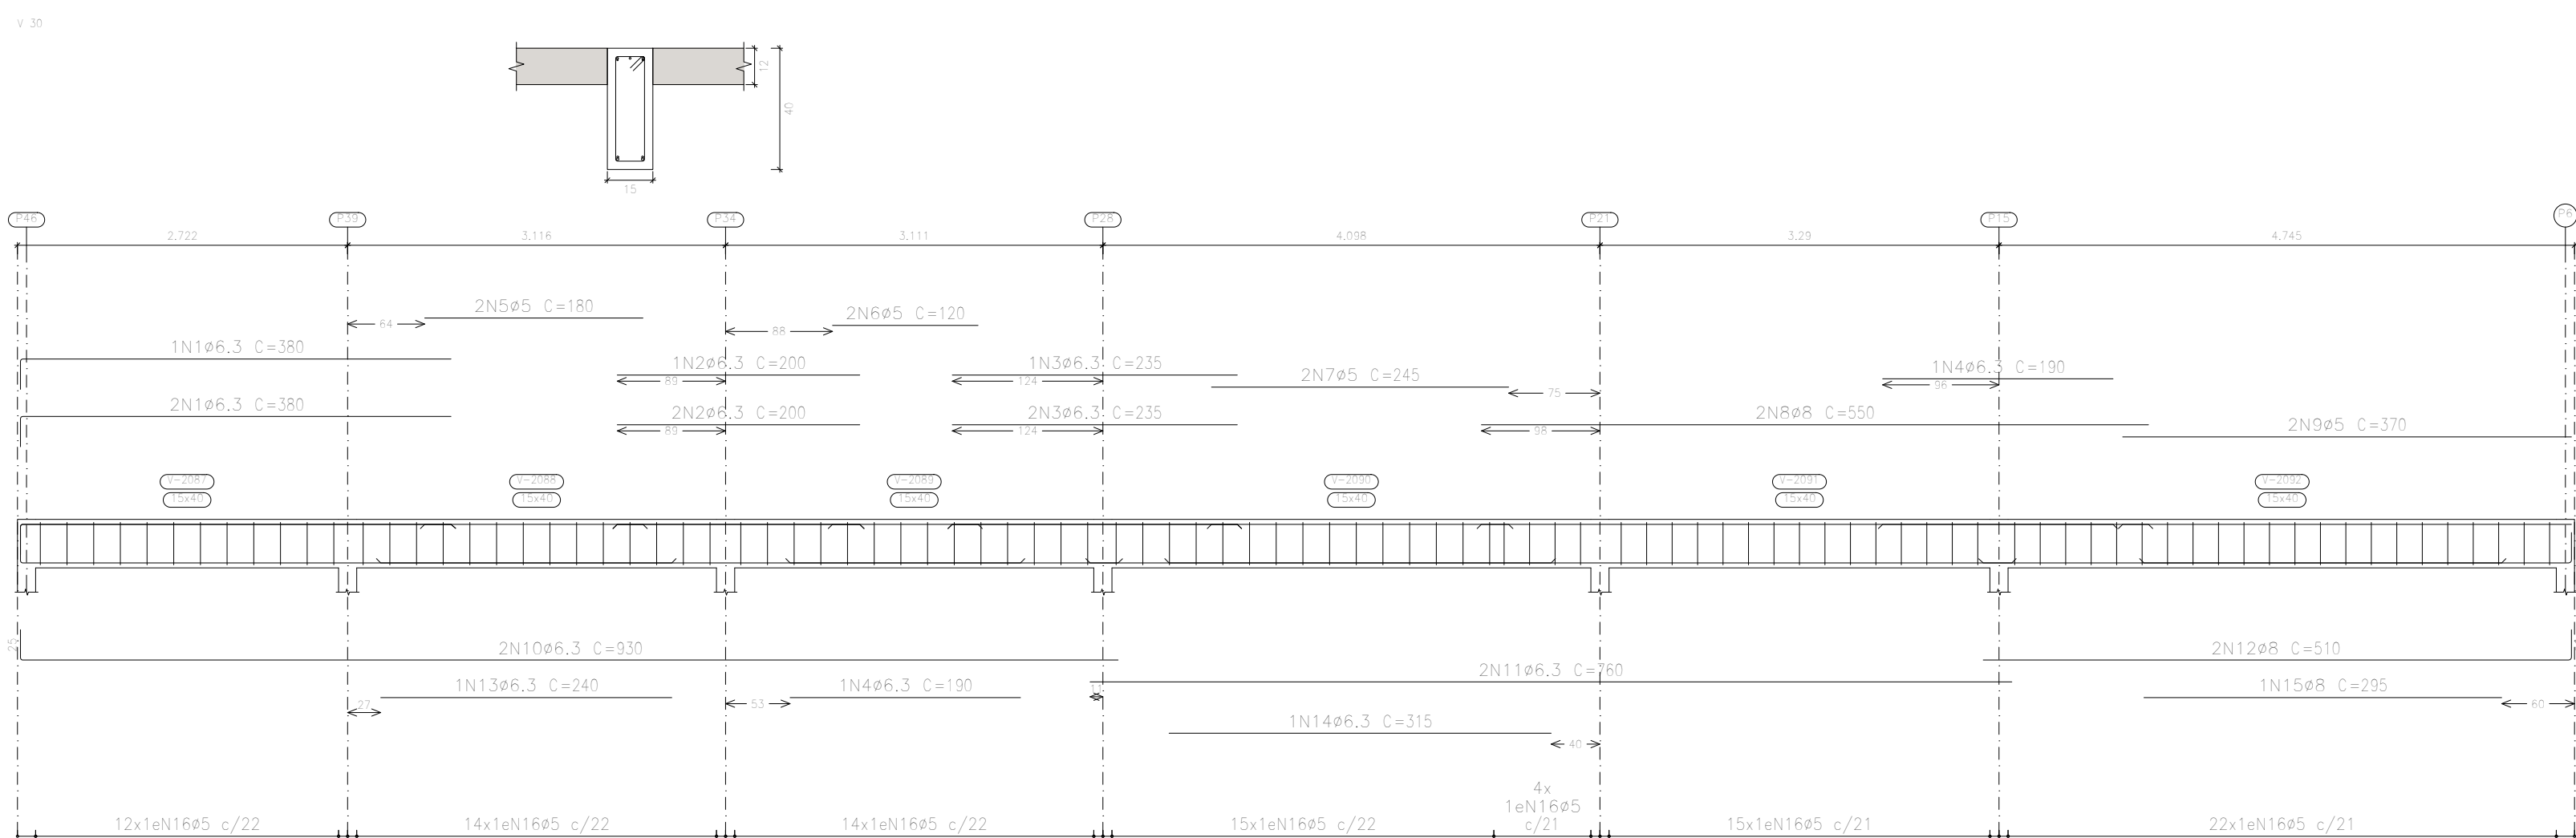 V 30
12
40
15
P46
P39
P34
P28
P21
P15
P6
2.722
3.116
3.111
4.098
3.29
4.745
2N5ø5 C=180
64
2N6ø5 C=120
88
1N1ø6.3 C=380
1N2ø6.3 C=200
89
1N3ø6.3 C=235
124
2N7ø5 C=245
75
1N4ø6.3 C=190
96
2N1ø6.3 C=380
2N2ø6.3 C=200
89
2N3ø6.3 C=235
124
2N8ø8 C=550
98
2N9ø5 C=370
V-2087
15x40
V-2088
15x40
V-2089
15x40
V-2090
15x40
V-2091
15x40
V-2092
15x40
25
2N10ø6.3 C=930
2N11ø6.3 C=760
11
2N12ø8 C=510
1N13ø6.3 C=240
27
1N4ø6.3 C=190
53
1N15ø8 C=295
60
1N14ø6.3 C=315
40
12x1eN16ø5 c/22
14x1eN16ø5 c/22
14x1eN16ø5 c/22
15x1eN16ø5 c/22
4x
1eN16ø5
c/21
15x1eN16ø5 c/21
22x1eN16ø5 c/21